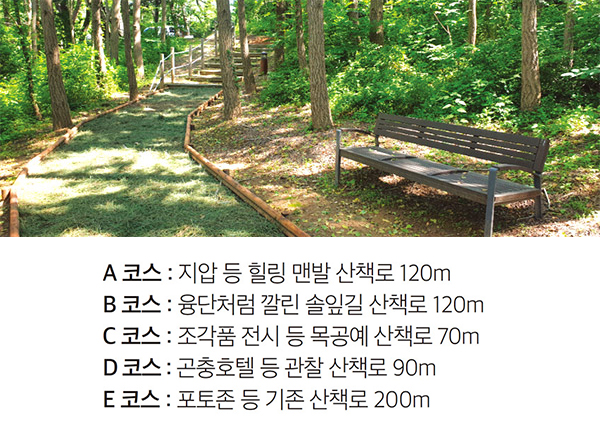 A 코스 : 지압 등 힐링 맨발 산책로 120m
B 코스 : 융단처럼 깔린 솔잎길 산책로 120m
C 코스 : 조각품 전시 등 목공예 산책로 70m
D 코스 : 곤충호텔 등 관찰 산책로 90m
E 코스 : 포토존 등 기존 산책로 200m